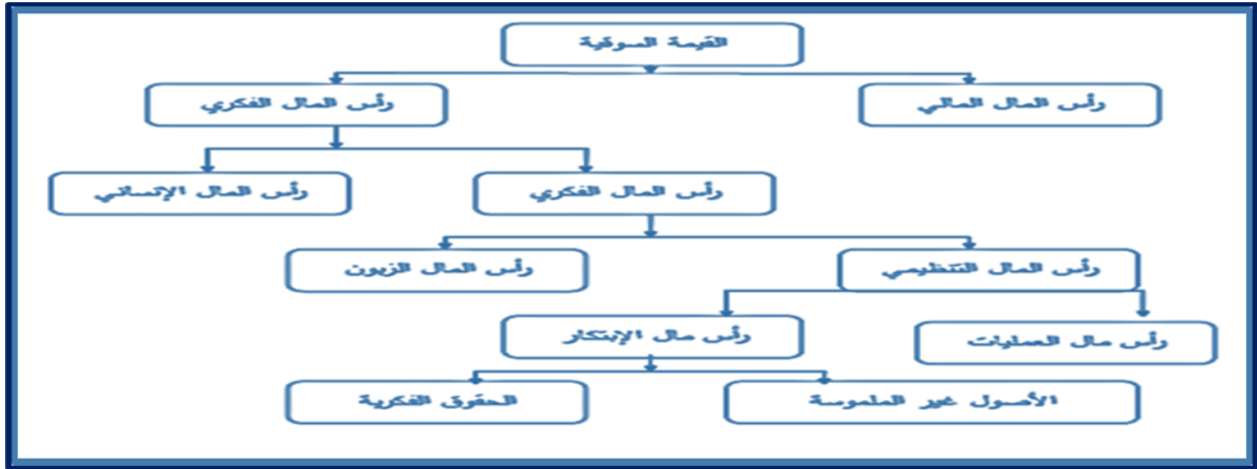 القيمة السوقية
رأس المال المالي
رأس المال الفكري
رأس المال الفكري
رأس المال الإنساني
رأس المال التنظيمي
رأس المال الزبون
رأس مال العمليات
رأس مال الإبتكار
الأصول غير الملموسة
الحقوق الفكرية